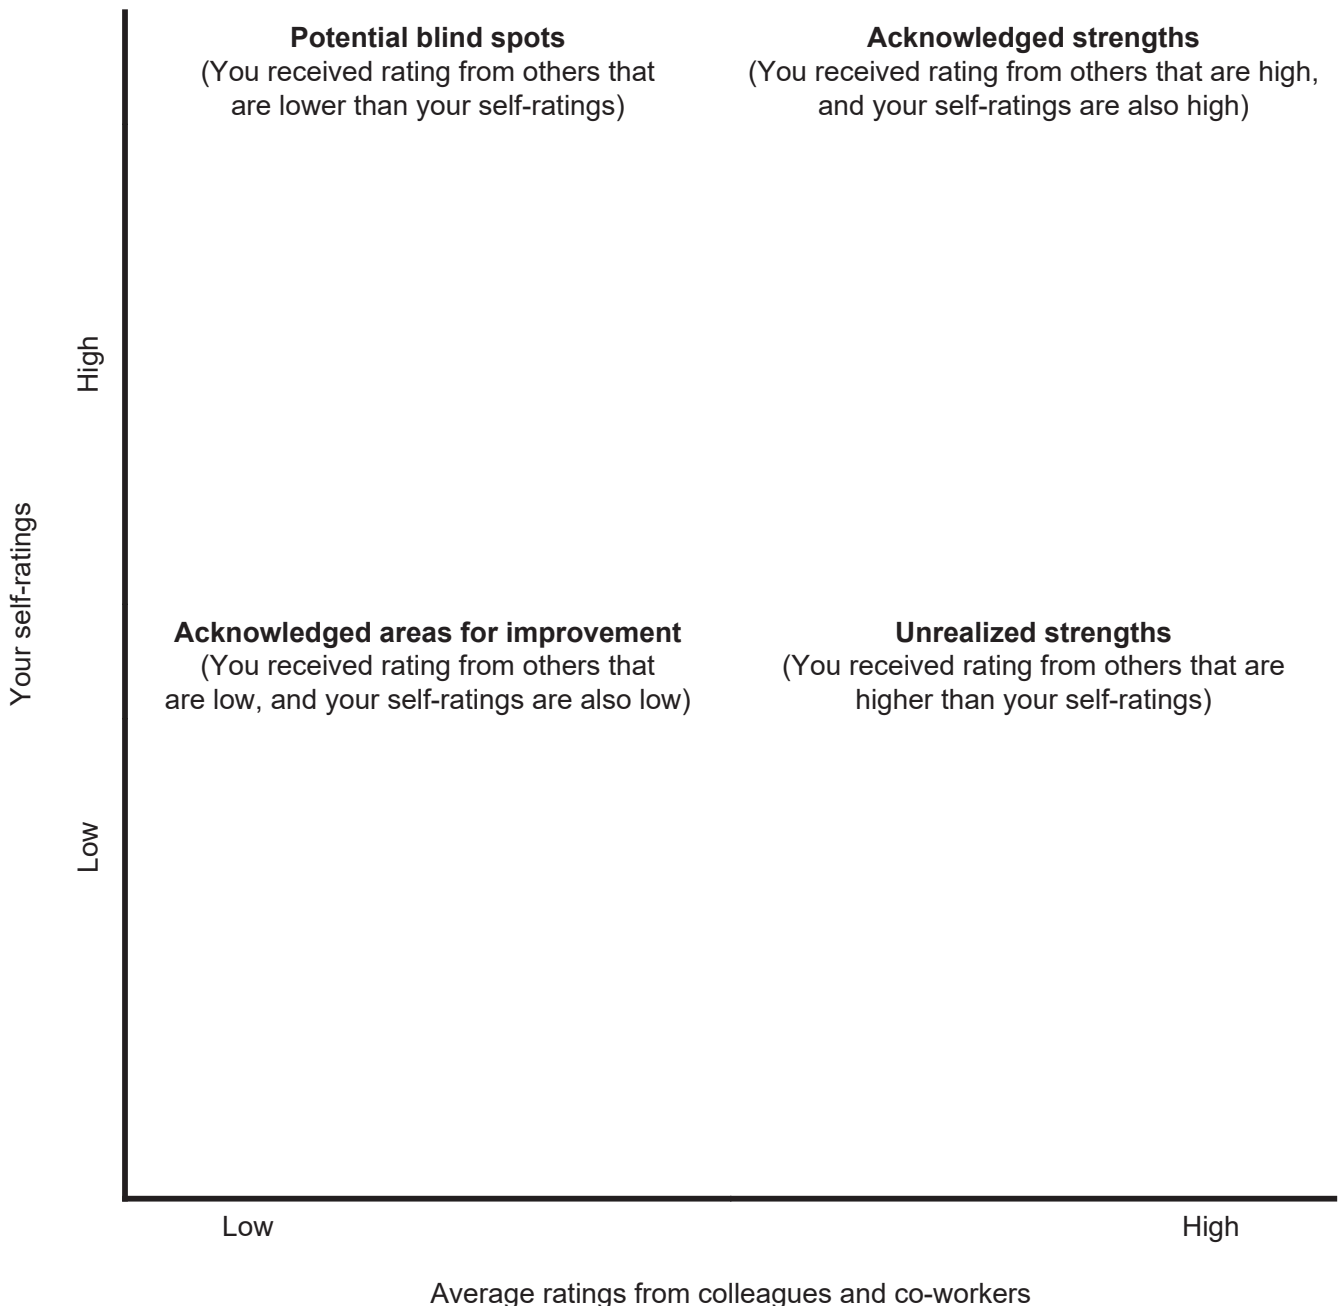 Potential blind spots
(You received rating from others that
are lower than your self-ratings)
Acknowledged strengths
(You received rating from others that are high,
and your self-ratings are also high)
High
Your self-ratings
Acknowledged areas for improvement
(You received rating from others that
are low, and your self-ratings are also low)
Unrealized strengths
(You received rating from others that are
higher than your self-ratings)
Low
Low
High
Average ratings from colleagues and co-workers